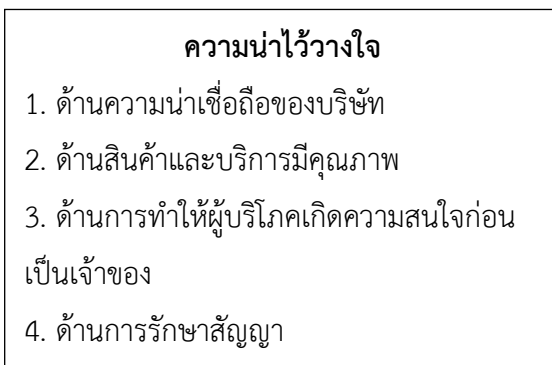 ความน่าไว้วางใจ
1. ด้านความน่าเชื่อถือของบริษัท
2. ด้านสินค้าและบริการมีคุณภาพ
3. ด้านการทำให้ผู้บริโภคเกิดความสนใจก่อน
เป็นเจ้าของ
4. ด้านการรักษาสัญญา